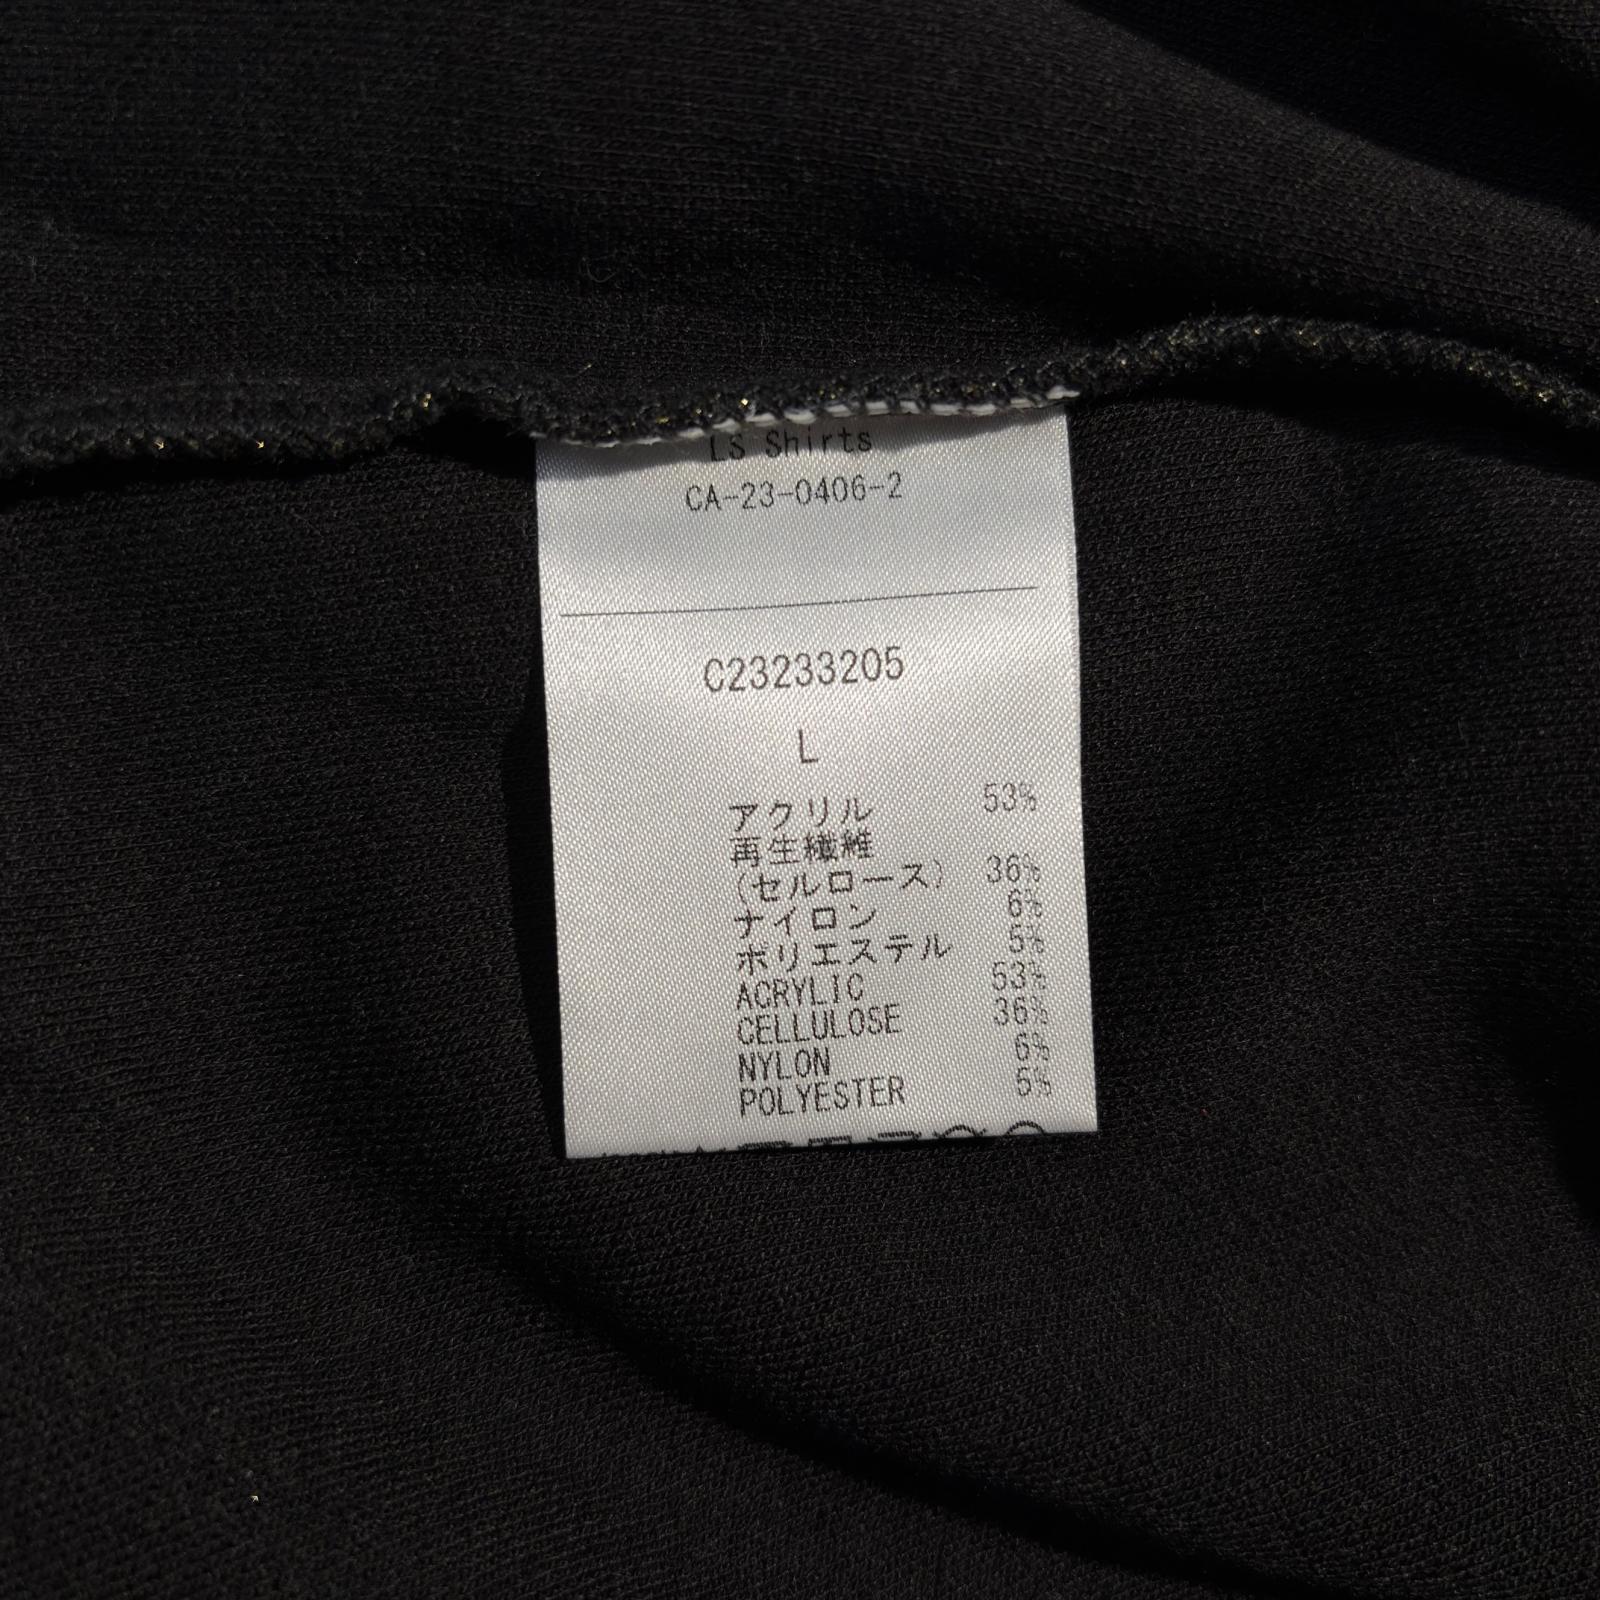 LS Shirts
CA-23-0406-2
C23233205
L
アクリル 53%
再生繊維
(セルロース) 36%
ナイロン 6%
ポリエステル 5%
ACRYLIC 53%
CELLULOSE 36%
NYLON 6%
POLYESTER 5%